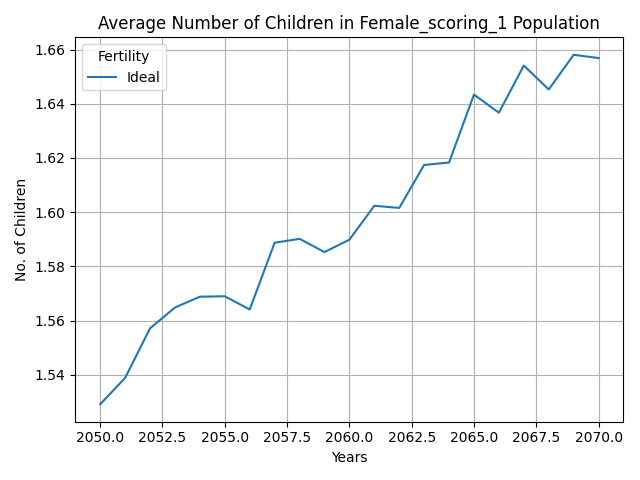 Average Number of Children in Female_scoring_1 Population
Fertility
Ideal
No. of Children
1.66
1.64
1.62
1.60
1.58
1.56
1.54
2050.0 2052.5 2055.0 2057.5 2060.0 2062.5 2065.0 2067.5 2070.0
Years